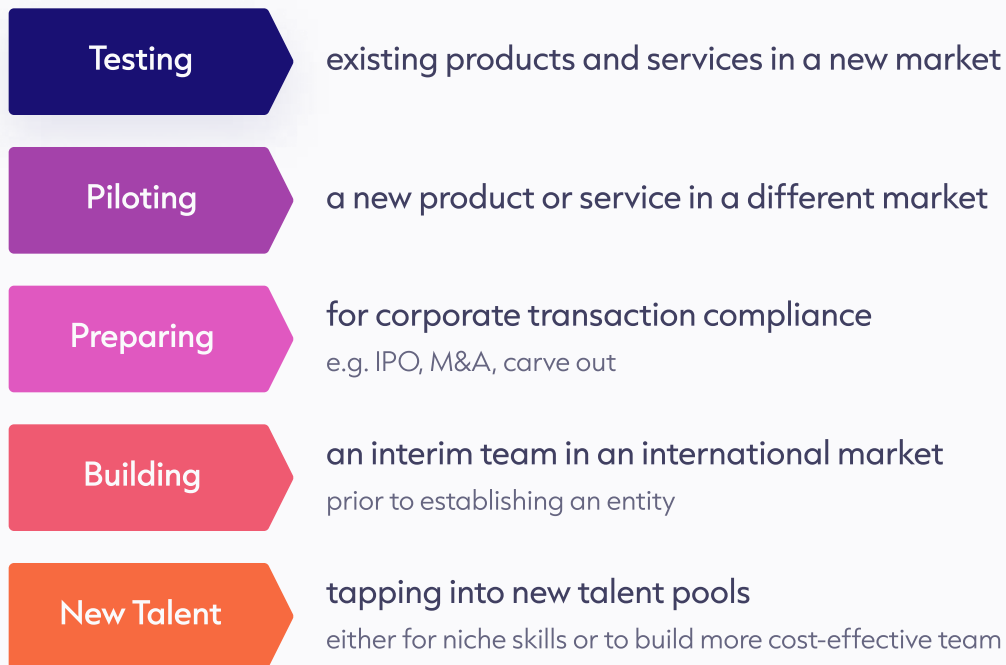 Testing
existing products and services in a new market
Piloting
a new product or service in a different market
Preparing
for corporate transaction compliance
e.g. IPO, M&A, carve out
Building
an interim team in an international market
prior to establishing an entity
New Talent
tapping into new talent pools
either for niche skills or to build more cost-effective team